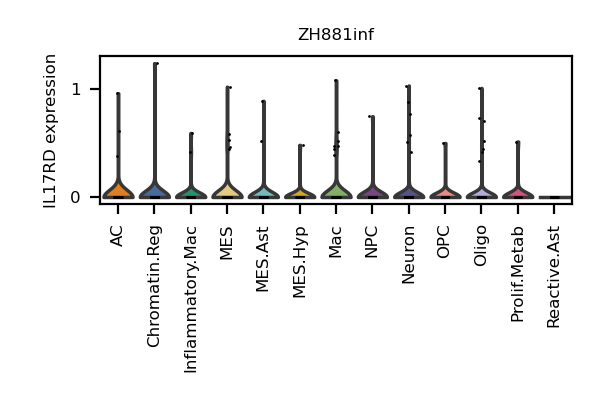 ZH881inf
IL17RD expression
1
0
AC
Chromatin.Reg
Inflammatory.Mac
MES
MES.Ast
MES.Hyp
Mac
NPC
Neuron
OPC
Oligo
Prolif.Metab
Reactive.Ast